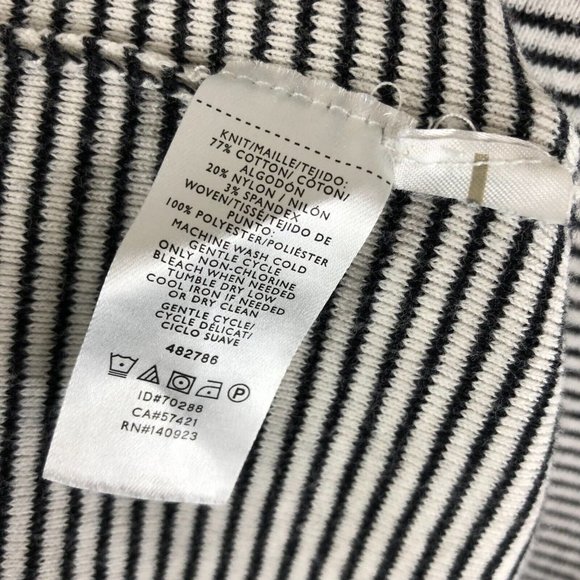 KNIT/MAILLE/TEJIDO:
77% COTTON/ COTON/
ALGODÓN
20% NYLON / NILÓN
3% SPANDEX
WOVEN/TISSÉ/TEJIDO DE
PUNTO:
100% POLYESTER/POLIÉSTER
MACHINE WASH COLD
GENTLE CYCLE
ONLY NON-CHLORINE
BLEACH WHEN NEEDED
TUMBLE DRY LOW
COOL IRON IF NEEDED
OR DRY CLEAN
GENTLE CYCLE/
CYCLE DÉLICAT/
CICLO SUAVE
482786
P
ID#70288
CA#57421
RN#140923